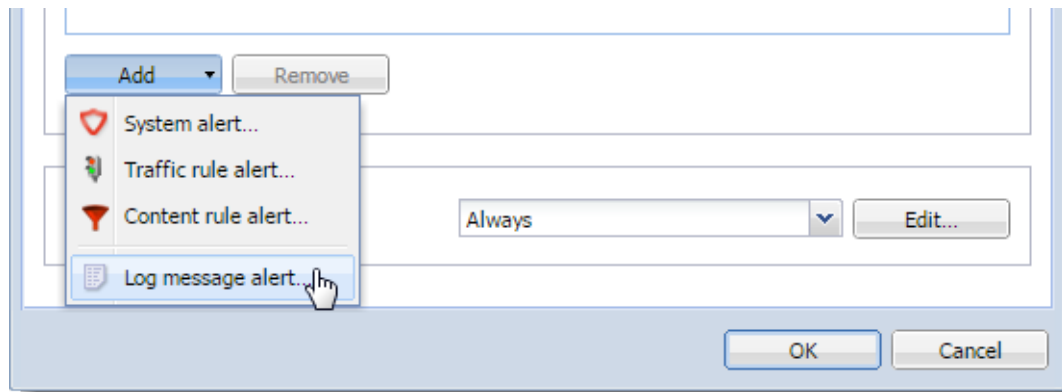 Add
Remove
System alert...
Traffic rule alert...
Content rule alert...
Always
Edit...
Log message alert...
OK
Cancel